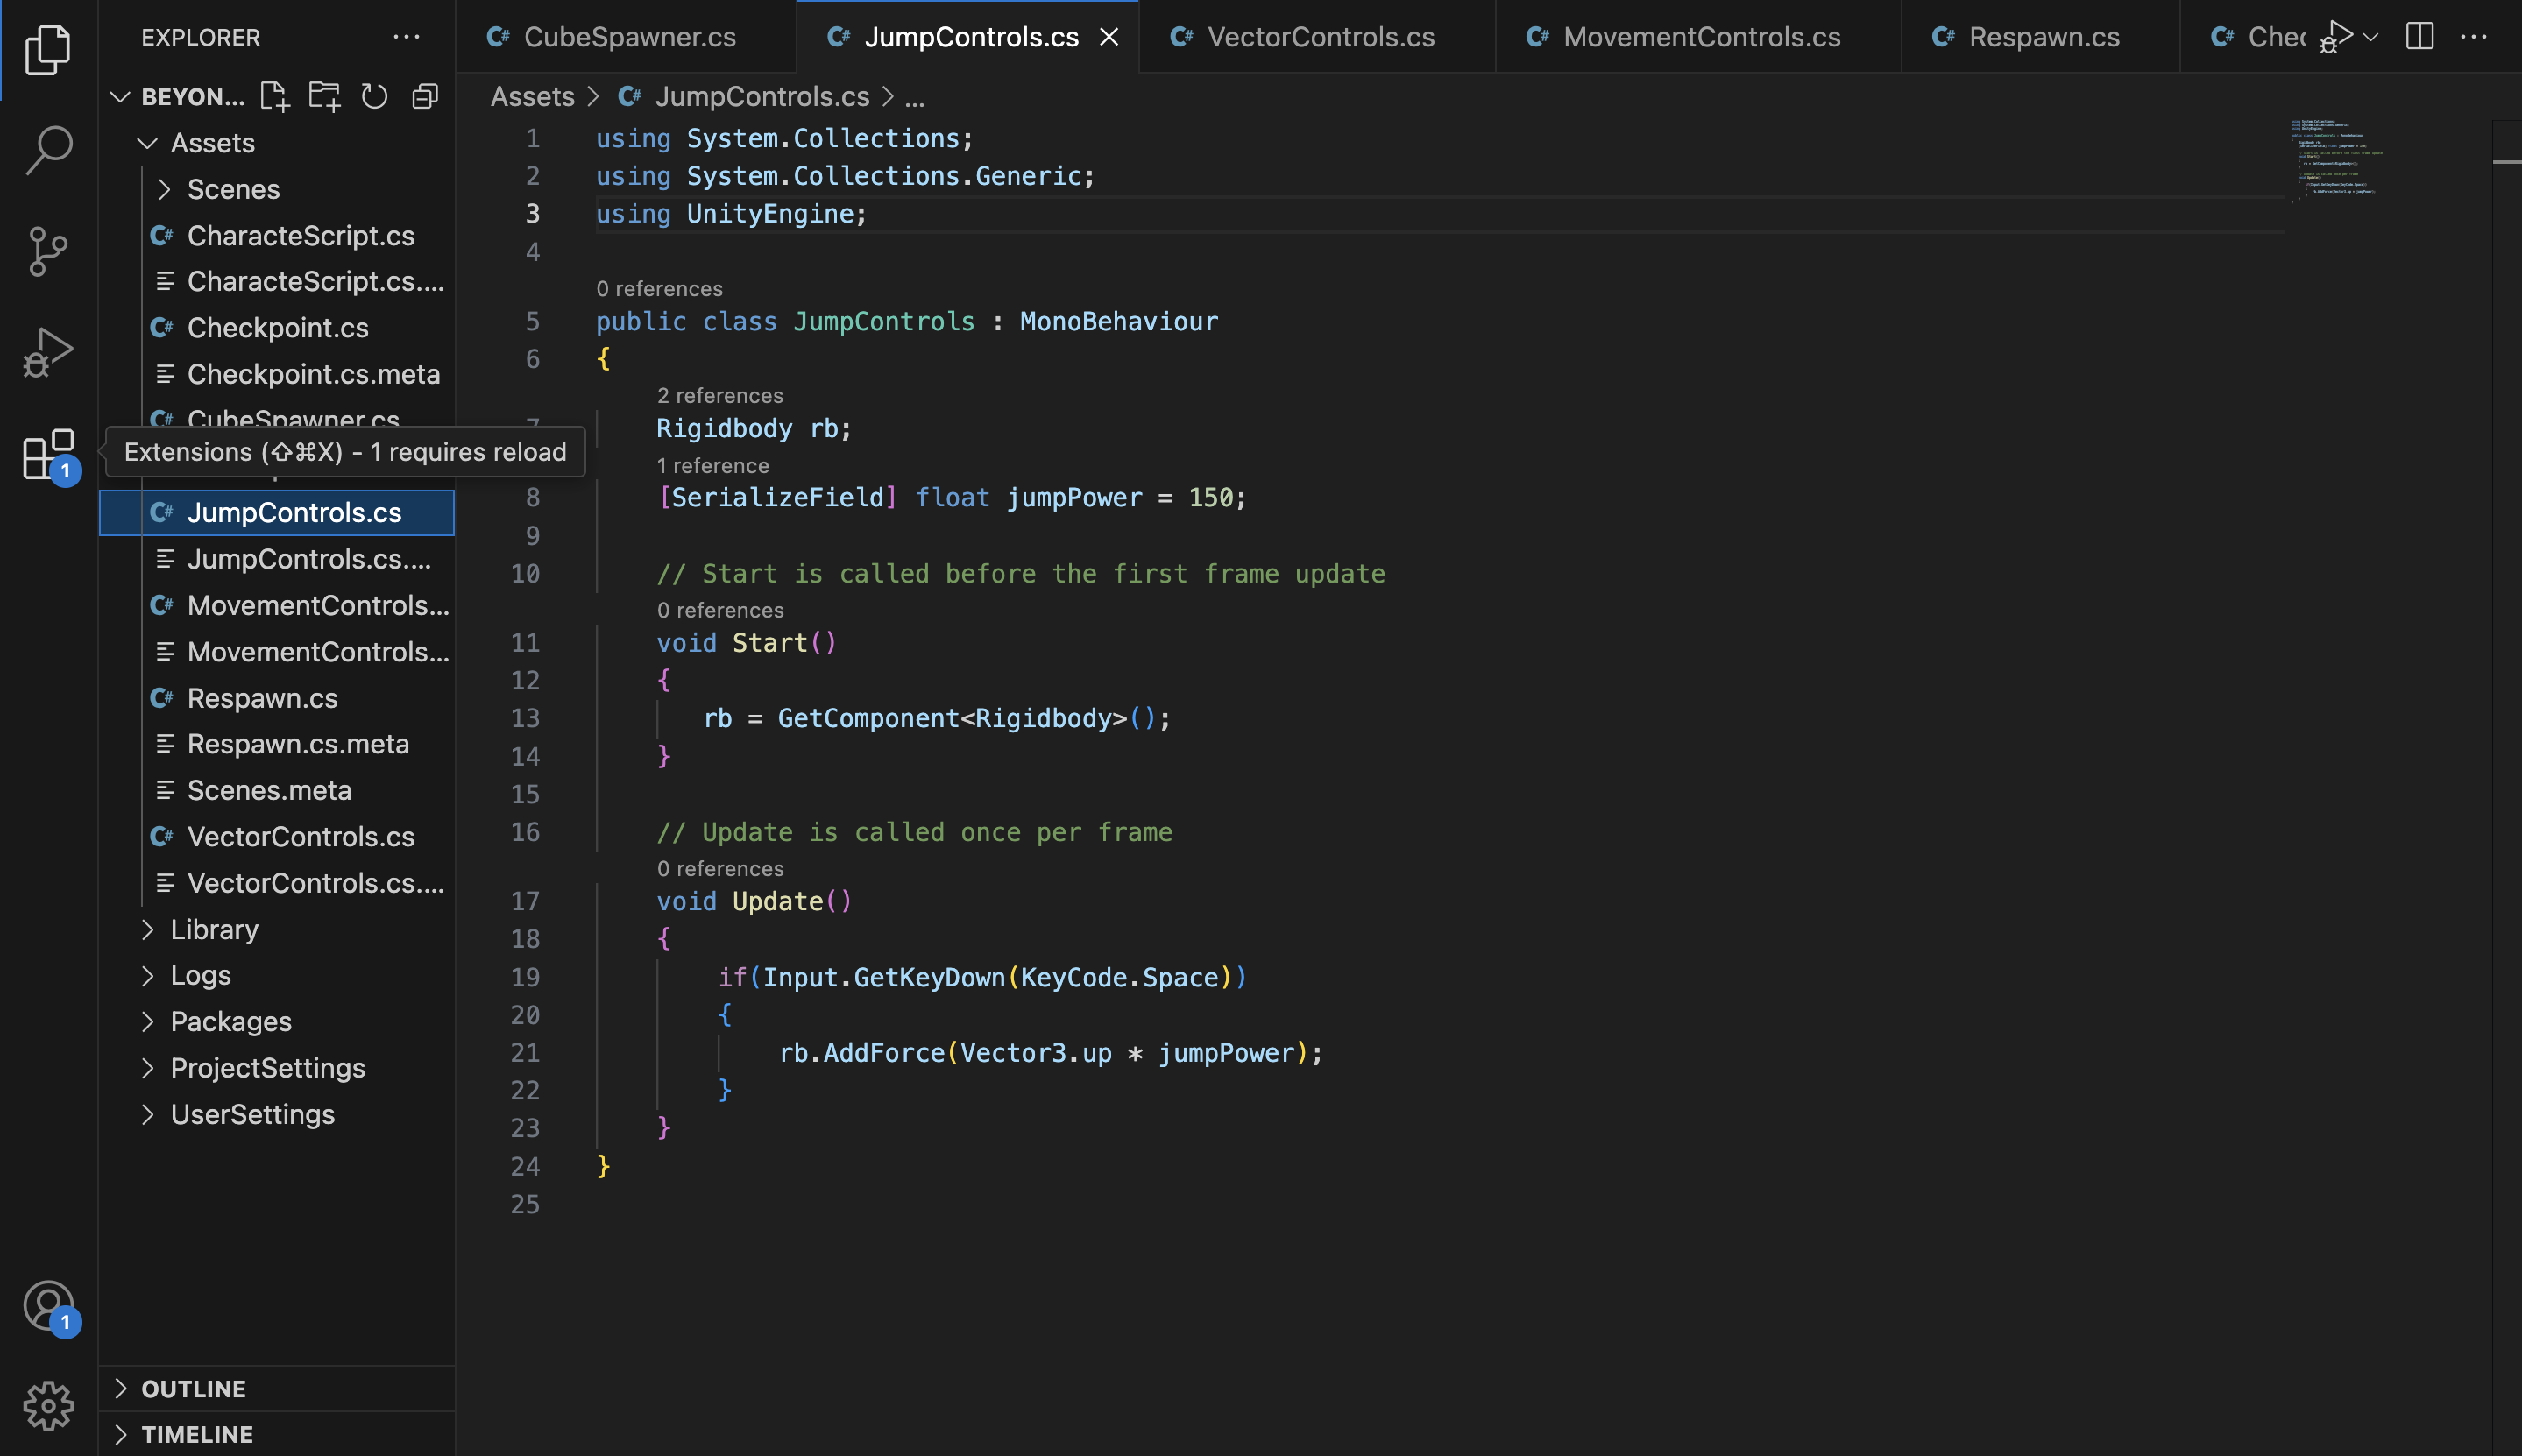 EXPLORER
CubeSpawner.cs
JumpControls.cs
VectorControls.cs
MovementControls.cs
Respawn.cs
BEYON...
Assets > JumpControls.cs > ...
Assets
Scenes
CharacteScript.cs
CharacteScript.cs....
Checkpoint.cs
Checkpoint.cs.meta
CubeSpawner.cs
Extensions (⇧⌘X) - 1 requires reload
1
JumpControls.cs
JumpControls.cs....
MovementControls...
MovementControls...
Respawn.cs
Respawn.cs.meta
Scenes.meta
VectorControls.cs
VectorControls.cs....
Library
Logs
Packages
ProjectSettings
UserSettings
1
OUTLINE
TIMELINE
1 using System.Collections;
2 using System.Collections.Generic;
3 using UnityEngine;
4
0 references
5 public class JumpControls : MonoBehaviour
6 {
2 references
7 Rigidbody rb;
1 reference
8 [SerializeField] float jumpPower = 150;
9
10 // Start is called before the first frame update
0 references
11 void Start()
12 {
13 rb = GetComponent<Rigidbody>();
14 }
15
16 // Update is called once per frame
0 references
17 void Update()
18 {
19 if(Input.GetKeyDown(KeyCode.Space))
20 {
21 rb.AddForce(Vector3.up * jumpPower);
22 }
23 }
24 }
25